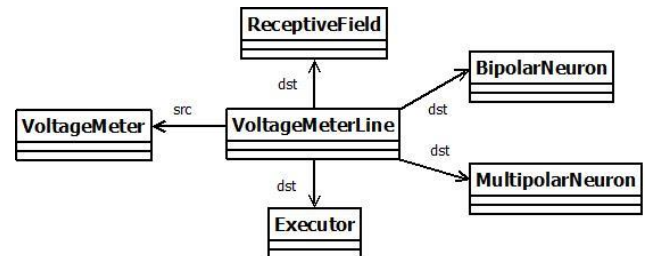 ReceptiveField
BipolarNeuron
dst
dst
src
VoltageMeter
VoltageMeterLine
dst
MultipolarNeuron
dst
Executor